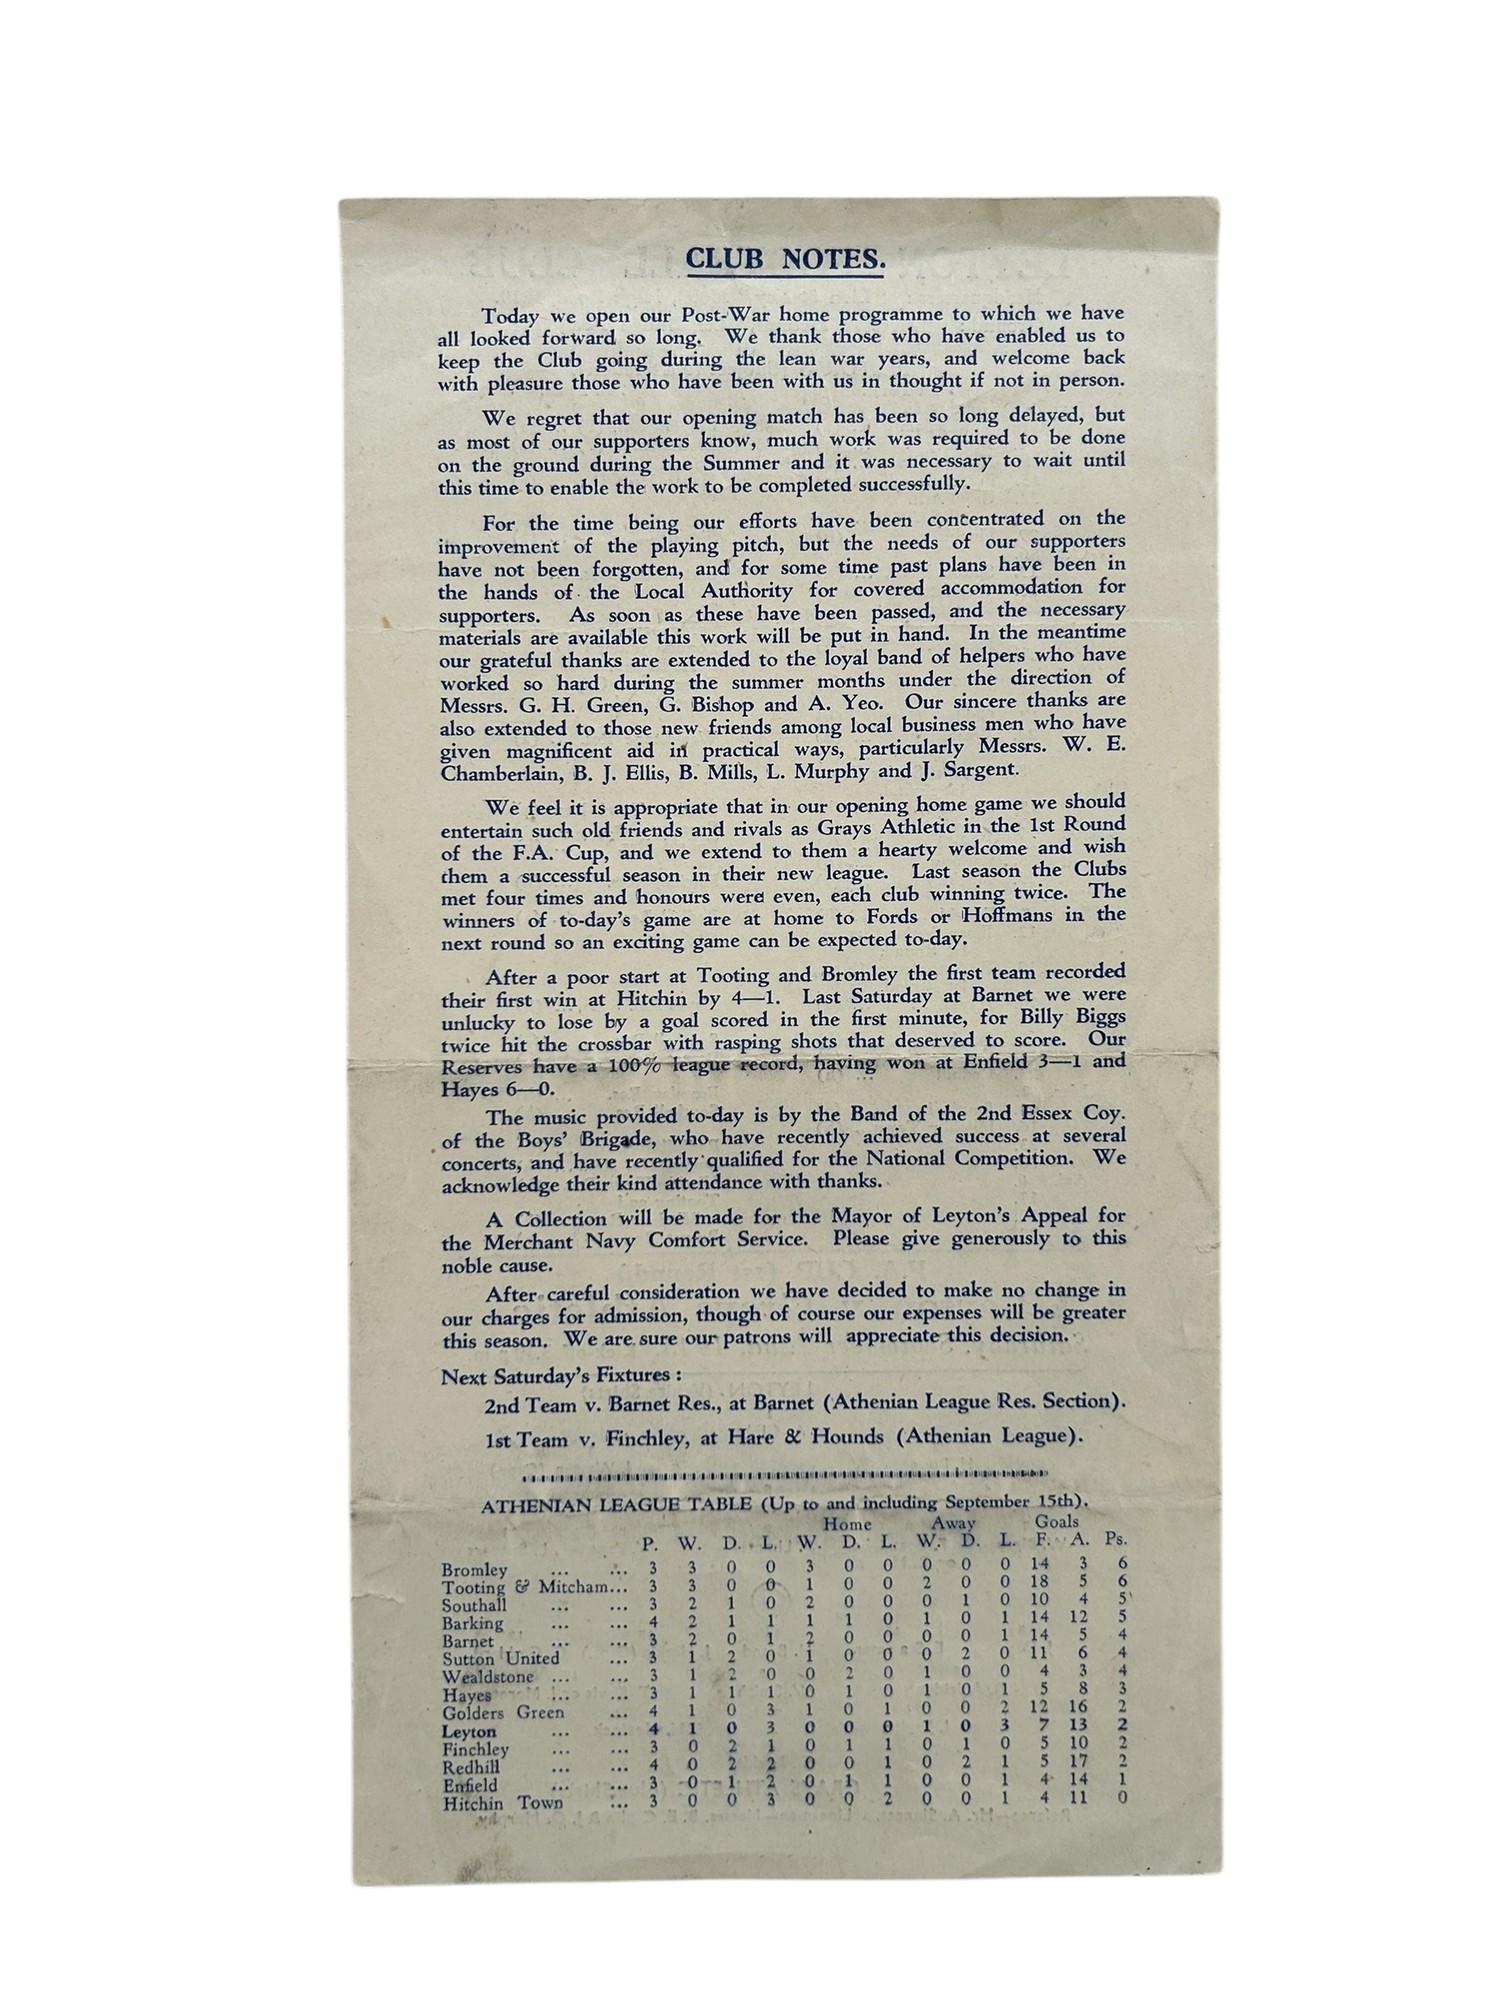 CLUB NOTES.
Today we open our Post-War home programme to which we have
all looked forward so long. We thank those who have enabled us to
keep the Club going during the lean war years, and welcome back
with pleasure those who have been with us in thought if not in person.
We regret that our opening match has been so long delayed, but
as most of our supporters know, much work was required to be done
on the ground during the Summer and it was necessary to wait until
this time to enable the work to be completed successfully.
For the time being our efforts have been concentrated on the
improvement of the playing pitch, but the needs of our supporters
have not been forgotten, and for some time past plans have been in
the hands of the Local Authority for covered accommodation for
supporters. As soon as these have been passed, and the necessary
materials are available this work will be put in hand. In the meantime
our grateful thanks are extended to the loyal band of helpers who have
worked so hard during the summer months under the direction of
Messrs. G. H. Green, G. Bishop and A. Yeo. Our sincere thanks are
also extended to those new friends among local business men who have
given magnificent aid in practical ways, particularly Messrs. W. E.
Chamberlain, B. J. Ellis, B. Mills, L. Murphy and J. Sargent.
We feel it is appropriate that in our opening home game we should
entertain such old friends and rivals as Grays Athletic in the 1st Round
of the F.A. Cup, and we extend to them a hearty welcome and wish
them a successful season in their new league. Last season the Clubs
met four times and honours were even, each club winning twice. The
winners of to-day's game are at home to Fords or Hoffmans in the
next round so an exciting game can be expected to-day.
After a poor start at Tooting and Bromley the first team recorded
their first win at Hitchin by 4—1. Last Saturday at Barnet we were
unlucky to lose by a goal scored in the first minute, for Billy Biggs
twice hit the crossbar with rasping shots that deserved to score. Our
Reserves have a 100% league record, having won at Enfield 3—1 and
Hayes 6—0.
The music provided to-day is by the Band of the 2nd Essex Coy.
of the Boys' Brigade, who have recently achieved success at several
concerts, and have recently qualified for the National Competition. We
acknowledge their kind attendance with thanks.
A Collection will be made for the Mayor of Leyton's Appeal for
the Merchant Navy Comfort Service. Please give generously to this
noble cause.
After careful consideration we have decided to make no change in
our charges for admission, though of course our expenses will be greater
this season. We are sure our patrons will appreciate this decision.
Next Saturday's Fixtures :
2nd Team v. Barnet Res., at Barnet (Athenian League Res. Section).
1st Team v. Finchley, at Hare & Hounds (Athenian League).
ATHENIAN LEAGUE TABLE (Up to and including September 15th).
Home Away Goals
P. W. D. L. W. D. L. W. D. L. F. A. Ps.
Bromley ... ... 3 3 0 0 3 0 0 0 0 0 14 3 6
Tooting & Mitcham... 3 3 0 0 1 0 0 2 0 0 18 5 6
Southall ... ... 3 2 1 0 2 0 0 0 1 0 10 4 5
Barking ... ... 4 2 1 1 1 1 0 1 0 1 14 12 5
Barnet ... ... 3 2 0 1 2 0 0 0 0 1 14 5 4
Sutton United ... 3 1 2 0 1 0 0 0 2 0 11 6 4
Wealdstone ... ... 3 1 2 0 0 2 0 1 0 0 4 3 4
Hayes ... ... 3 1 1 1 0 1 0 1 0 1 5 8 3
Golders Green ... 4 1 0 3 1 0 1 0 0 2 12 16 2
Leyton ... ... 4 1 0 3 0 0 0 1 0 3 7 13 2
Finchley ... ... 3 0 2 1 0 1 1 0 1 0 5 10 2
Redhill ... ... 4 0 2 2 0 0 1 0 2 1 5 17 2
Enfield ... ... 3 0 1 2 0 1 1 0 0 1 4 14 1
Hitchin Town ... 3 0 0 3 0 0 2 0 0 1 4 11 0